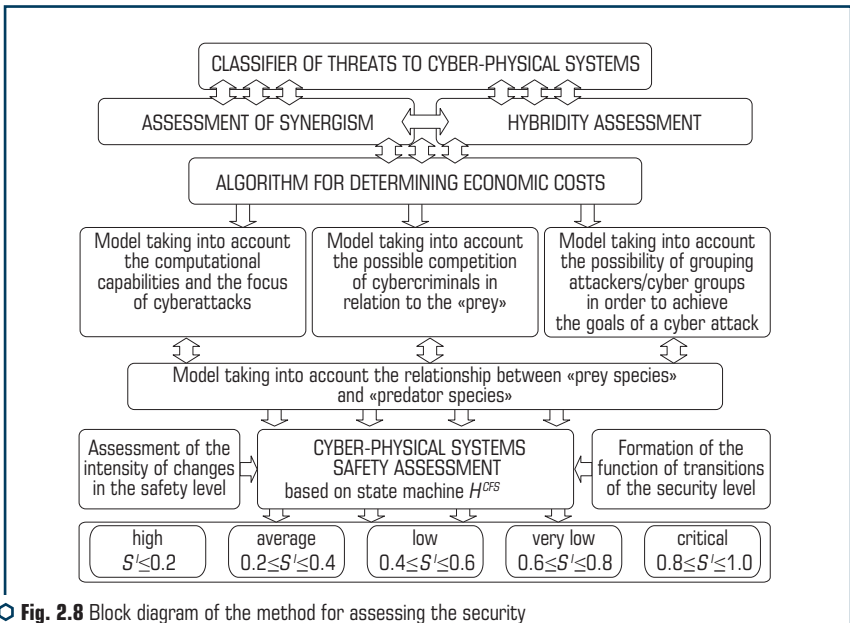 CLASSIFIER OF THREATS TO CYBER-PHYSICAL SYSTEMS
ASSESSMENT OF SYNERGISM
HYBRIDITY ASSESSMENT
ALGORITHM FOR DETERMINING ECONOMIC COSTS
Model taking into account
the computational
capabilities and the focus
of cyberattacks
Model taking into account
the possible competition
of cybercriminals in
relation to the «prey»
Model taking into account
the possibility of grouping
attackers/cyber groups
in order to achieve
the goals of a cyber attack
Model taking into account the relationship between «prey species»
and «predator species»
Assessment of the
intensity of changes
in the safety level
CYBER-PHYSICAL SYSTEMS
SAFETY ASSESSMENT
based on state machine H^CFS
Formation of the
function of transitions
of the security level
high
S^I≤0.2
average
0.2≤S^I≤0.4
low
0.4≤S^I≤0.6
very low
0.6≤S^I≤0.8
critical
0.8≤S^I≤1.0
Fig. 2.8 Block diagram of the method for assessing the security